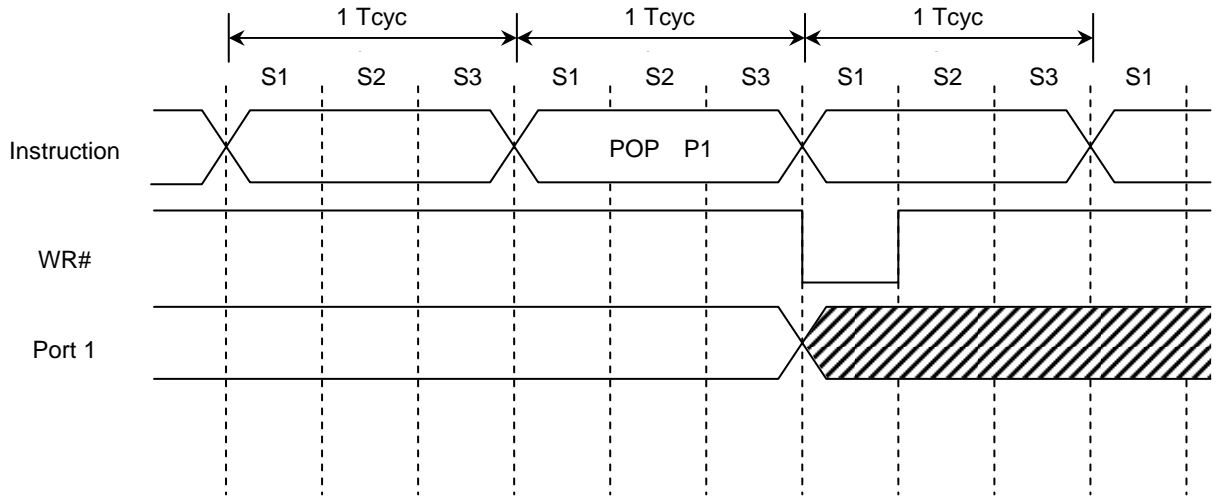 1 Tcyc 1 Tcyc 1 Tcyc
S1 S2 S3 S1 S2 S3 S1 S2 S3 S1
Instruction POP P1
WR#
Port 1